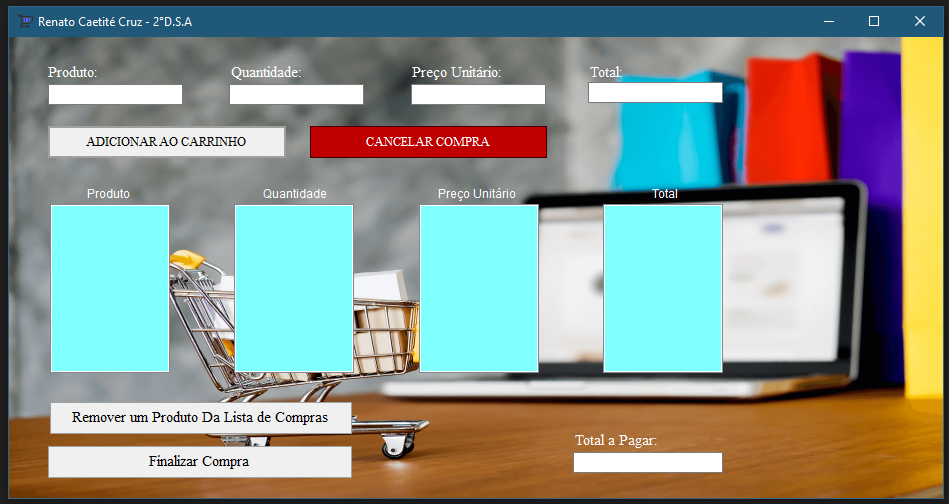 Renato Caetité Cruz - 2°D.S.A
Produto: Quantidade: Preço Unitário: Total:
ADICIONAR AO CARRINHO CANCELAR COMPRA
Produto Quantidade Preço Unitário Total
Remover um Produto Da Lista de Compras
Total a Pagar:
Finalizar Compra